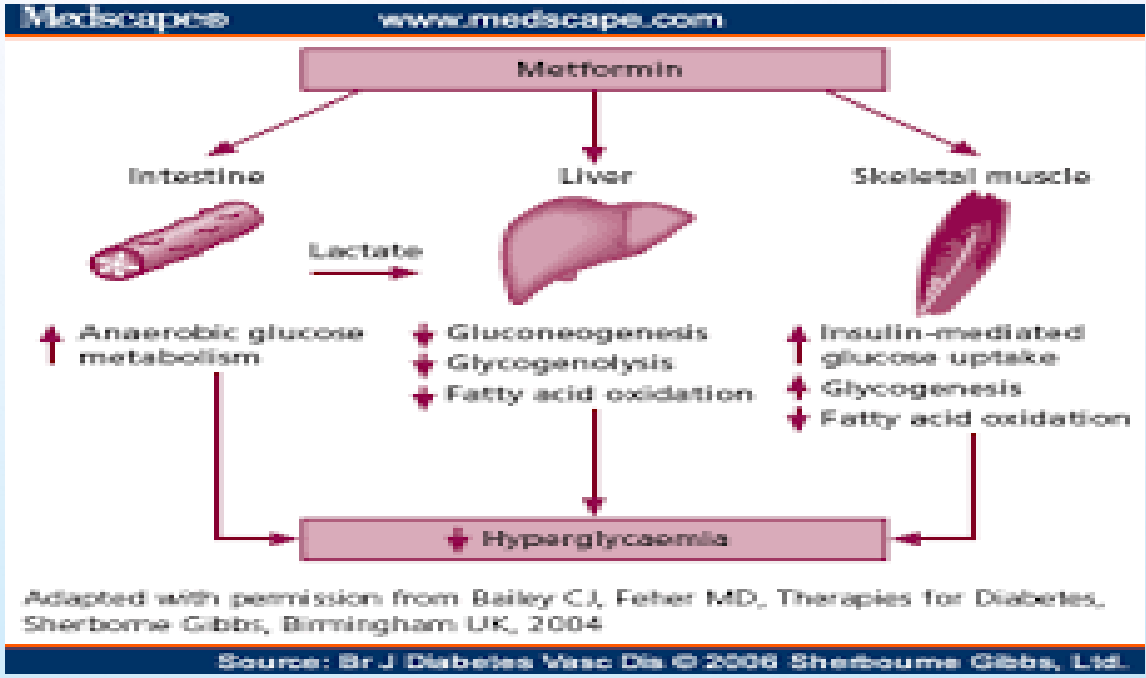 Medscape® www.medscape.com
Metformin
Intestine
Liver
Skeletal muscle
Lactate
Anaerobic glucose
metabolism
Gluconeogenesis
Glycogenolysis
Fatty acid oxidation
Insulin-mediated
glucose uptake
Glycogenesis
Fatty acid oxidation
Hyperglycaemia
Adapted with permission from Bailey CJ, Feher MD, Therapies for Diabetes,
Sherborne Gibbs, Birmingham UK, 2004
Source: Br J Diabetes Vasc Dis © 2006 Sherbourne Gibbs, Ltd.